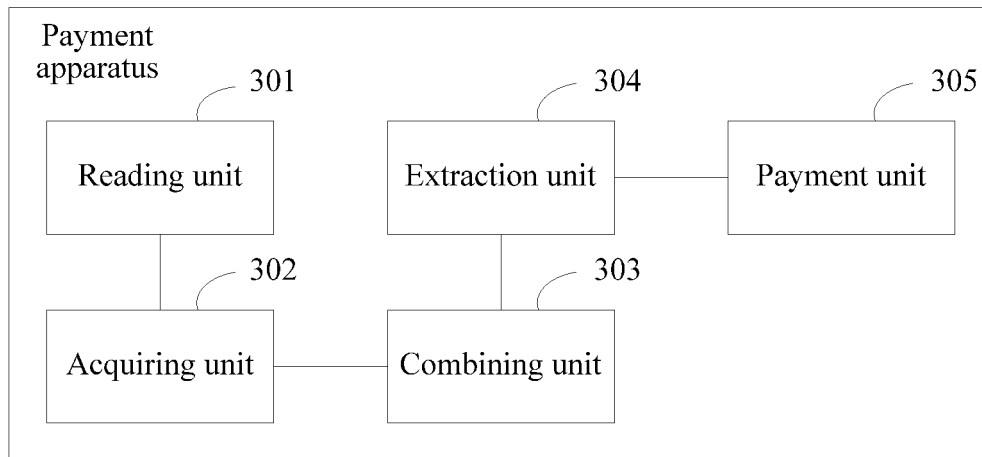 Payment
apparatus
301
304
305
Reading unit
Extraction unit
Payment unit
302
303
Acquiring unit
Combining unit